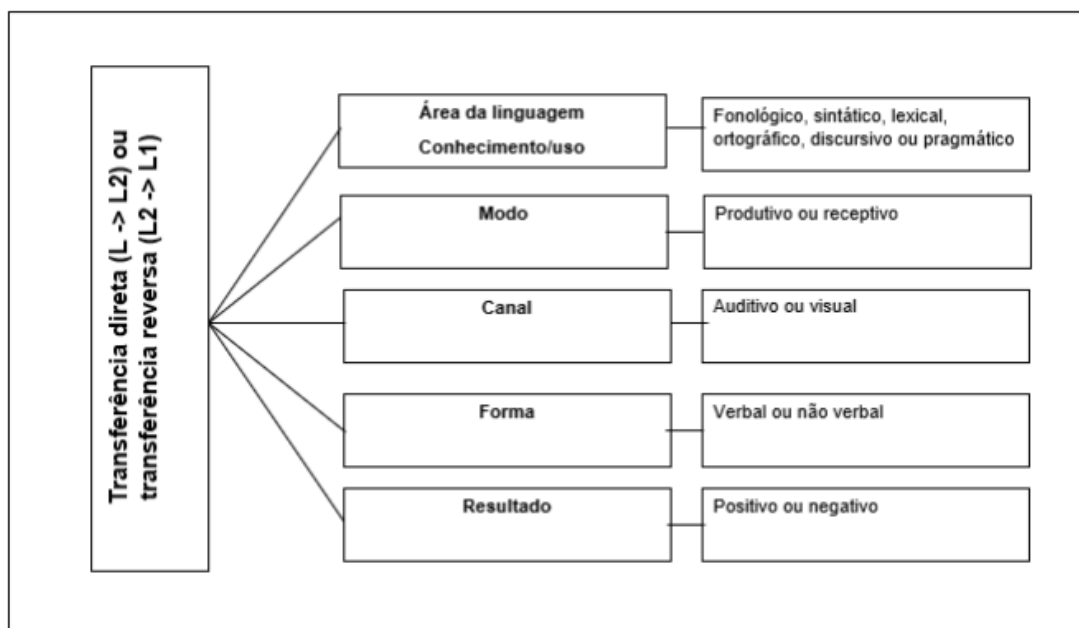 Transferência direta (L -> L2) ou
transferência reversa (L2 -> L1)
Área da linguagem
Conhecimento/uso
Fonológico, sintático, lexical,
ortográfico, discursivo ou pragmático
Modo
Produtivo ou receptivo
Canal
Auditivo ou visual
Forma
Verbal ou não verbal
Resultado
Positivo ou negativo